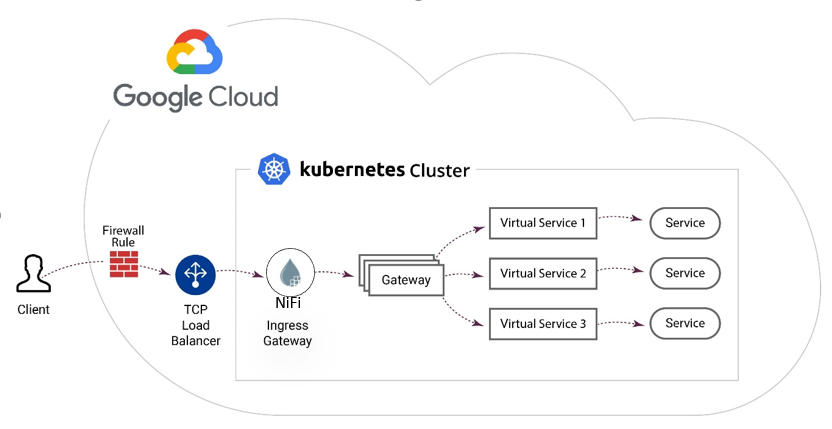 Google Cloud
kubernetes Cluster
Firewall
Rule
Client
TCP
Load
Balancer
NiFi
Ingress
Gateway
Gateway
Virtual Service 1
Service
Virtual Service 2
Service
Virtual Service 3
Service